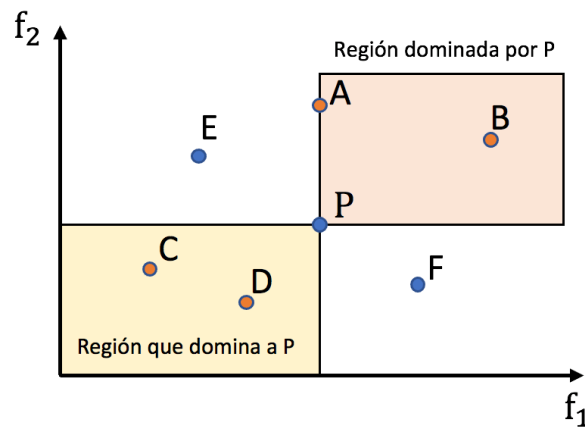 f₂
Región dominada por P
A
B
E
P
C
F
D
Región que domina a P
f₁